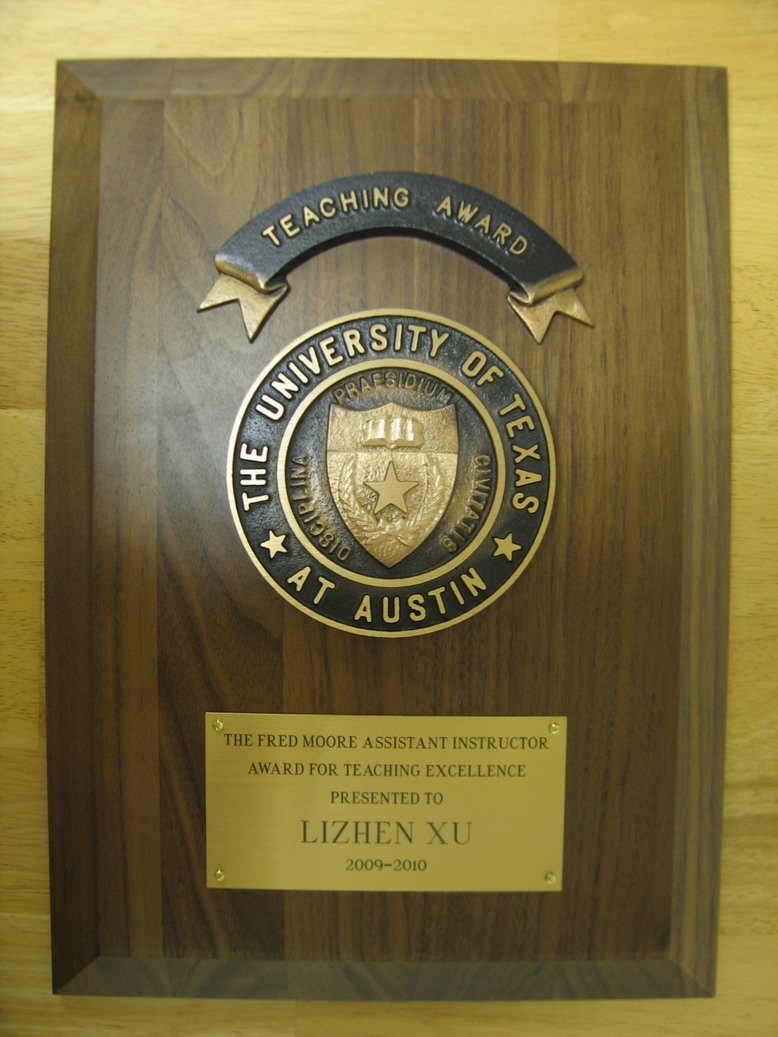 TEACHING AWARD
THE UNIVERSITY OF TEXAS
AT AUSTIN
PRAESIDIUM
DISCIPLINA
CIVITATIS
THE FRED MOORE ASSISTANT INSTRUCTOR
AWARD FOR TEACHING EXCELLENCE
PRESENTED TO
LIZHEN XU
2009-2010